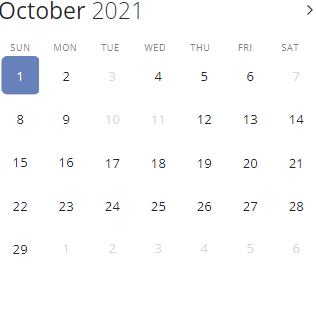 October 2021
SUN MON TUE WED THU FRI SAT
1 2 3 4 5 6 7
8 9 10 11 12 13 14
15 16 17 18 19 20 21
22 23 24 25 26 27 28
29 1 2 3 4 5 6